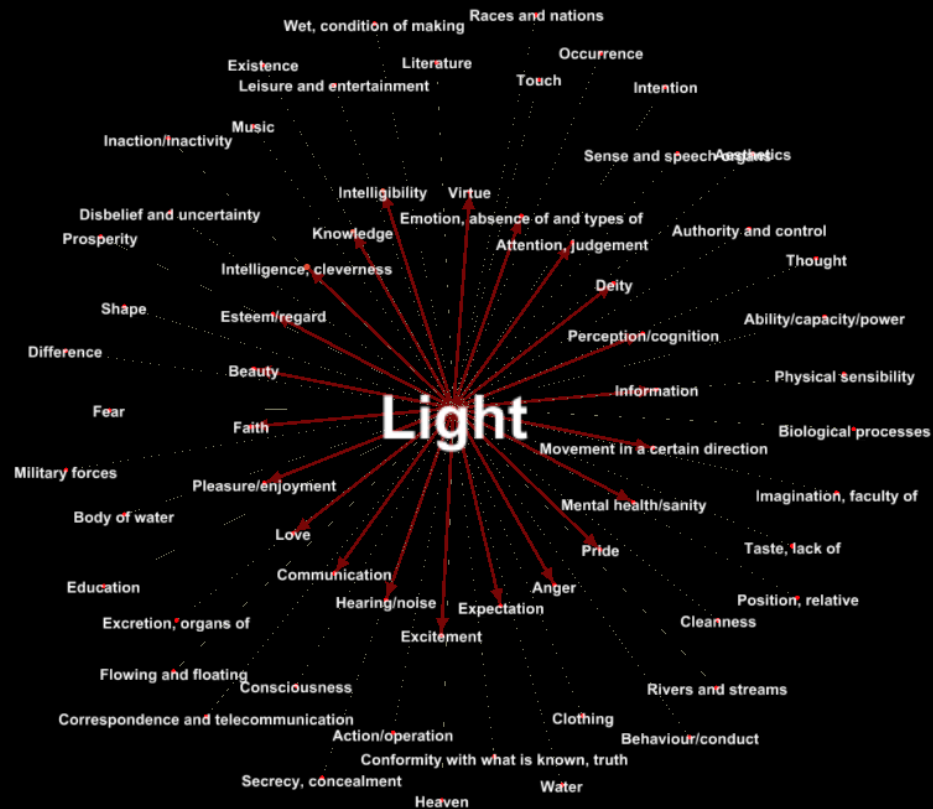 Races and nations
Wet, condition of making
Occurrence
Literature
Existence
Touch
Leisure and entertainment
Intention
Music
Inaction/inactivity
Sense and speech organs
Aesthetics
Intelligibility
Virtue
Disbelief and uncertainty
Emotion, absence of and types of
Authority and control
Knowledge
Prosperity
Attention, judgement
Thought
Intelligence, cleverness
Deity
Shape
Esteem/regard
Ability/capacity/power
Perception/cognition
Difference
Beauty
Physical sensibility
Information
Fear
Light
Faith
Biological processes
Movement in a certain direction
Military forces
Pleasure/enjoyment
Imagination, faculty of
Mental health/sanity
Body of water
Love
Pride
Taste, lack of
Communication
Education
Anger
Hearing/noise
Expectation
Position, relative
Excretion, organs of
Cleanness
Excitement
Flowing and floating
Consciousness
Rivers and streams
Correspondence and telecommunication
Clothing
Action/operation
Behaviour/conduct
Conformity with what is known, truth
Secrecy, concealment
Water
Heaven